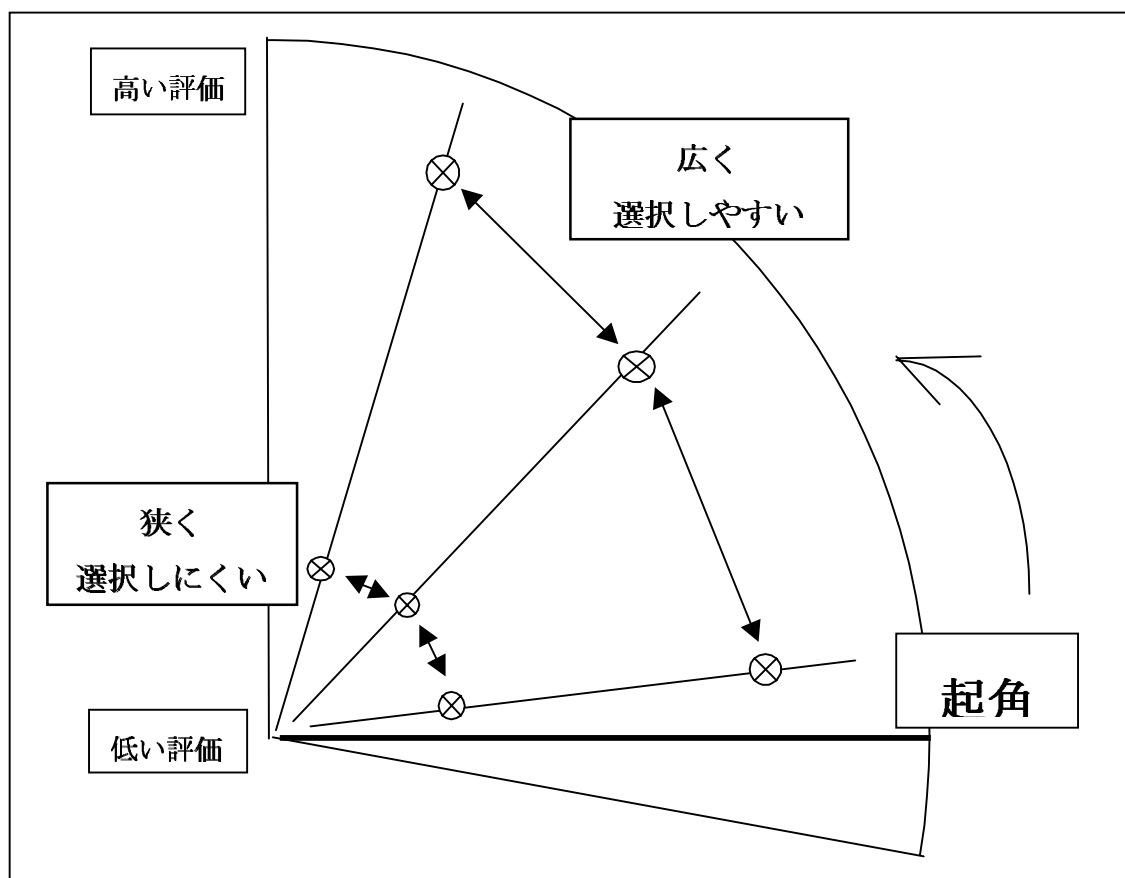 高い評価
広く
選択しやすい
狭く
選択しにくい
起角
低い評価